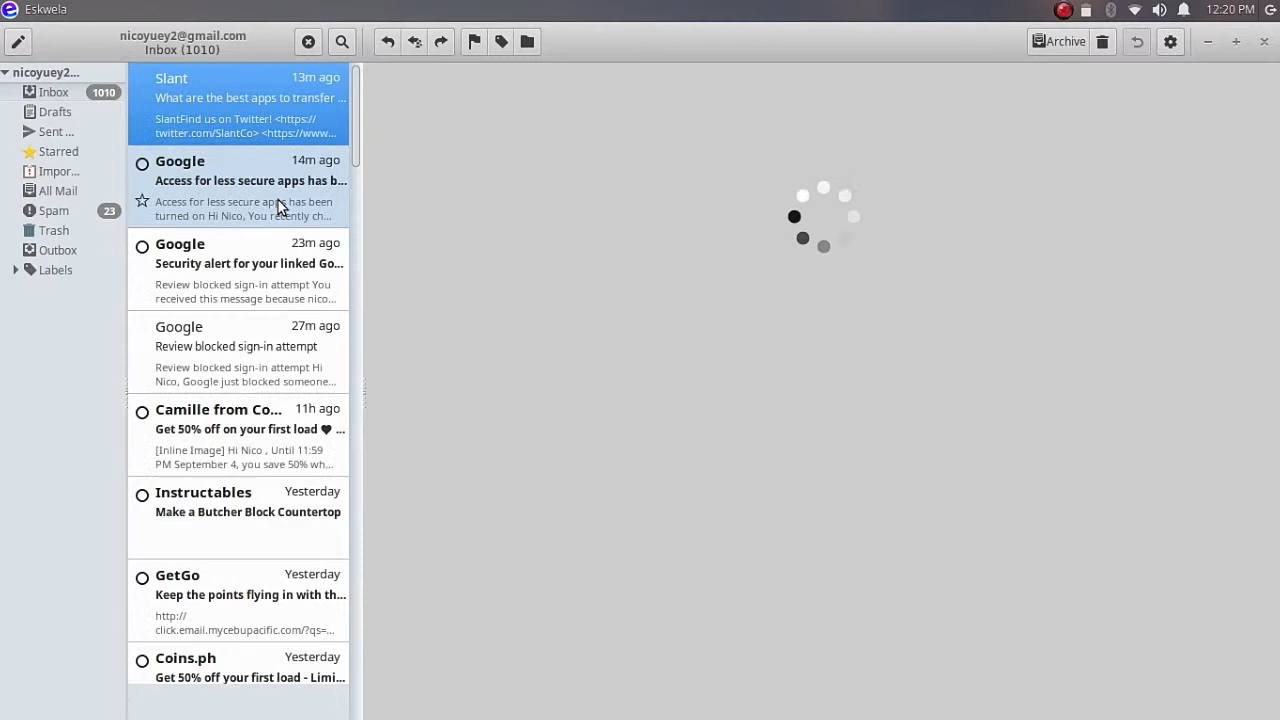 Eskwela
12:20 PM
nicoyuey2@gmail.com
Inbox (1010)
Archive
nicoyuey2...
Inbox 1010
Drafts
Sent ...
Starred
Impor...
All Mail
Spam 23
Trash
Outbox
Labels
Slant 13m ago
What are the best apps to transfer ...
SlantFind us on Twitter! <https://
twitter.com/SlantCo> <https://www...
Google 14m ago
Access for less secure apps has b...
Access for less secure apps has been
turned on Hi Nico, You recently ch...
Google 23m ago
Security alert for your linked Go...
Review blocked sign-in attempt You
received this message because nico...
Google 27m ago
Review blocked sign-in attempt
Review blocked sign-in attempt Hi
Nico, Google just blocked someone...
Camille from Co... 11h ago
Get 50% off on your first load ♥ ...
[Inline Image] Hi Nico , Until 11:59
PM September 4, you save 50% wh...
Instructables Yesterday
Make a Butcher Block Countertop
GetGo Yesterday
Keep the points flying in with th...
http://
click.email.mycebupacific.com/?qs=...
Coins.ph Yesterday
Get 50% off your first load - Limi...